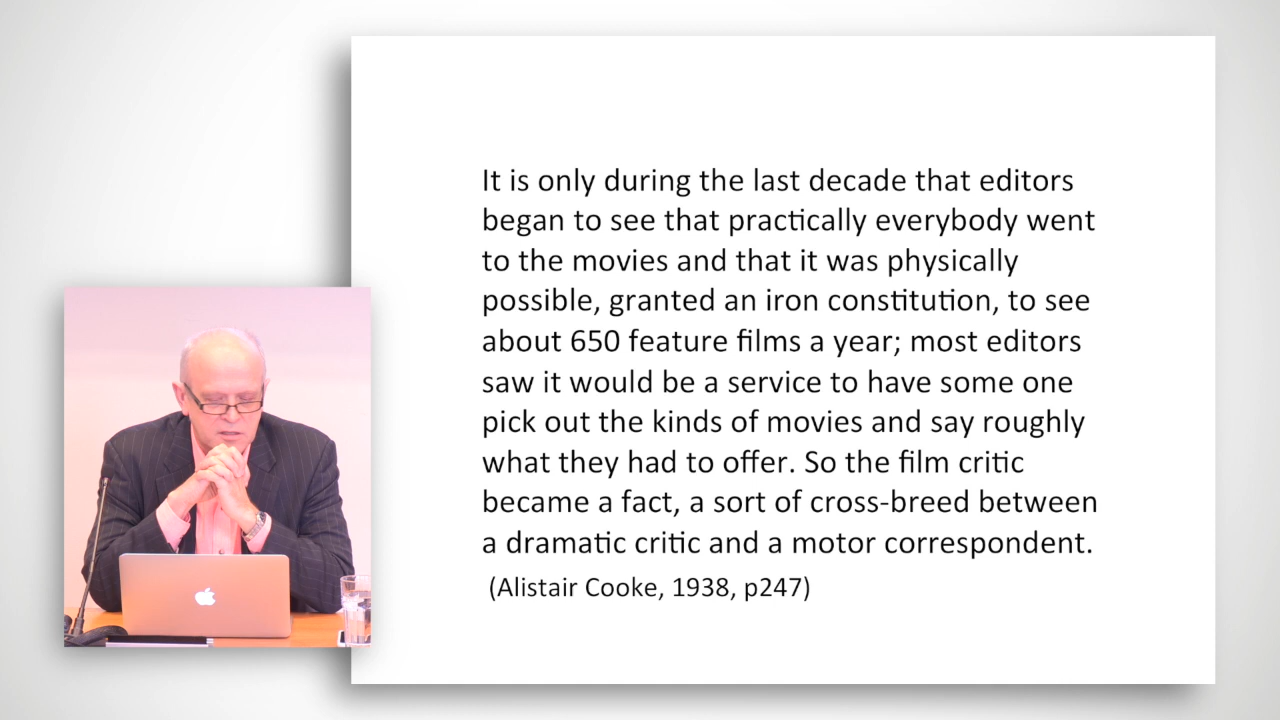 It is only during the last decade that editors
began to see that practically everybody went
to the movies and that it was physically
possible, granted an iron constitution, to see
about 650 feature films a year; most editors
saw it would be a service to have some one
pick out the kinds of movies and say roughly
what they had to offer. So the film critic
became a fact, a sort of cross-breed between
a dramatic critic and a motor correspondent.
(Alistair Cooke, 1938, p247)